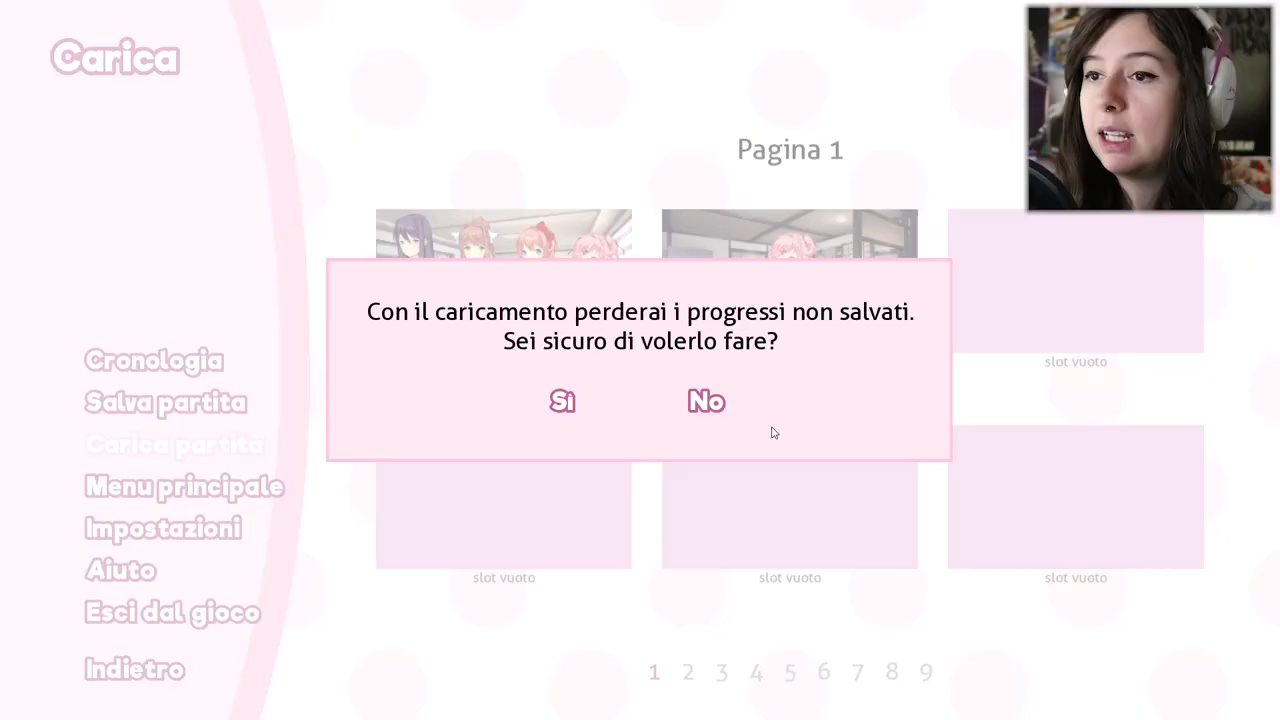 Carica
Pagina 1
Con il caricamento perderai i progressi non salvati.
Sei sicuro di volerlo fare?
Sì
No
Cronologia
Salva partita
Carica partita
Menu principale
Impostazioni
Aiuto
Esci dal gioco
Indietro
slot vuoto
slot vuoto
slot vuoto
slot vuoto
1 2 3 4 5 6 7 8 9